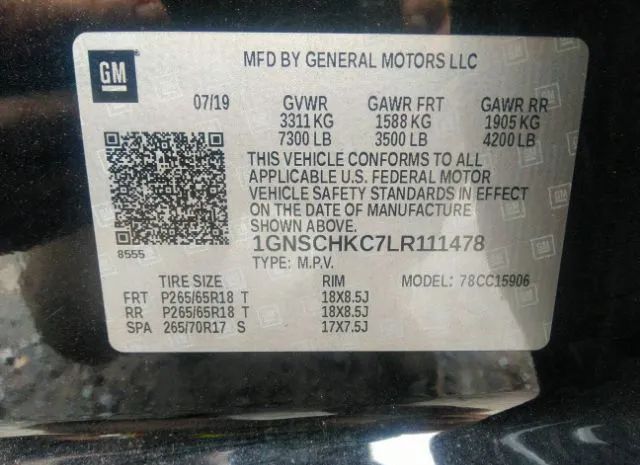 GM
MFD BY GENERAL MOTORS LLC
07/19 GVWR GAWR FRT GAWR RR
3311 KG 1588 KG 1905 KG
7300 LB 3500 LB 4200 LB
THIS VEHICLE CONFORMS TO ALL
APPLICABLE U.S. FEDERAL MOTOR
VEHICLE SAFETY STANDARDS IN EFFECT
ON THE DATE OF MANUFACTURE
SHOWN ABOVE.
8555 1GNSCHKC7LR111478
TYPE: M.P.V.
TIRE SIZE RIM MODEL: 78CC15906
FRT P265/65R18 T 18X8.5J
RR P265/65R18 T 18X8.5J
SPA 265/70R17 S 17X7.5J